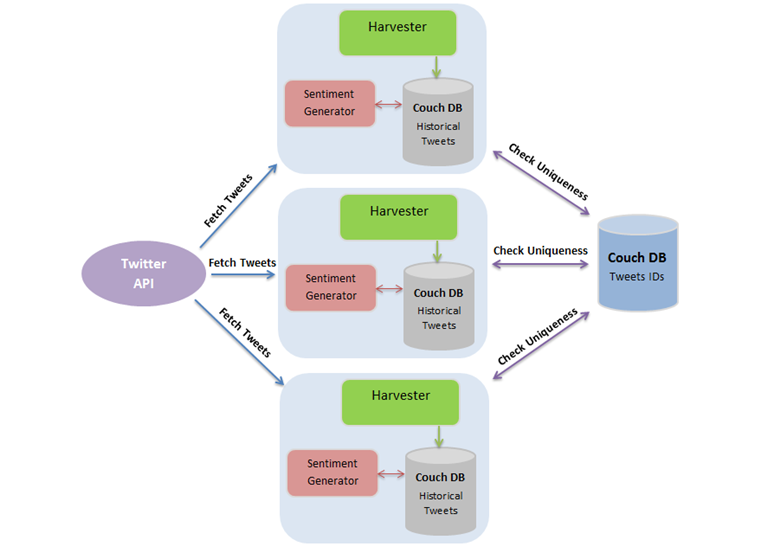 Harvester
Sentiment
Generator
Couch DB
Historical
Tweets
Fetch Tweets
Check Uniqueness
Harvester
Twitter
API
Fetch Tweets
Sentiment
Generator
Couch DB
Historical
Tweets
Check Uniqueness
Couch DB
Tweets IDs
Fetch Tweets
Check Uniqueness
Harvester
Sentiment
Generator
Couch DB
Historical
Tweets